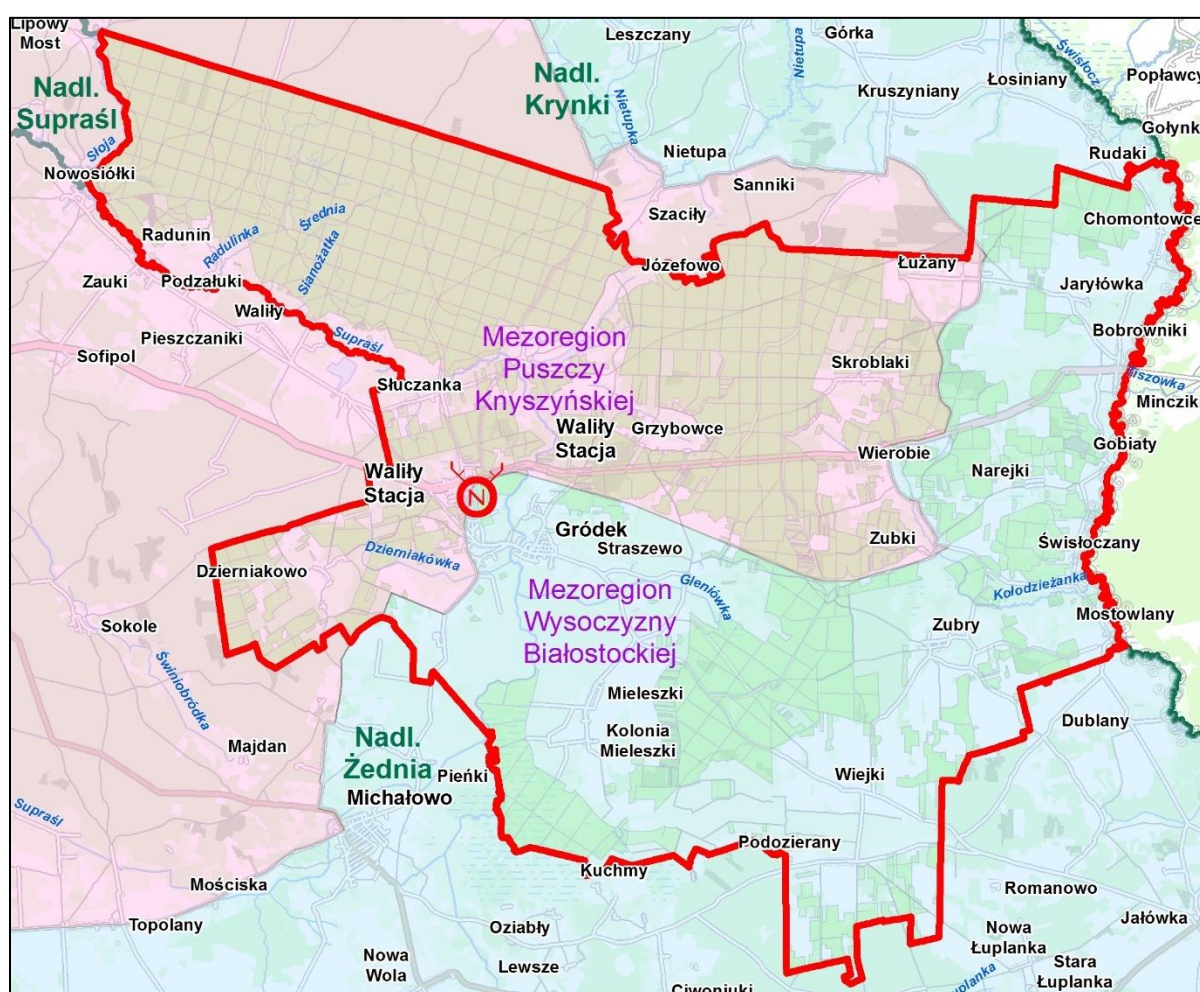 Lipowy
Most
Nadl.
Supraśl
Słoja
Nowosiółki
Leszczany
Górka
Nietupa
Świsłocz
Łosiniany
Popławcy
Nadl.
Krynki
Nietupka
Kruszyniany
Gołynk
Rudaki
Nietupa
Sanniki
Szaciły
Chomontowce
Radunin
Radulinka
Średnia
Sianożatka
Józefowo
Łużany
Jaryłówka
Zauki
Podzałuki
Waliły
Supraśl
Bobrowniki
Pieszczaniki
Sofipol
Mezoregion
Puszczy
Knyszyńskiej
Skroblaki
Minczik
Słuczanka
Waliły
Stacja
Grzybowce
Wierobie
Gobiaty
Narejki
Waliły
Stacja
N
Gródek
Straszewo
Zubki
Świsłoczany
Dzierniakówka
Dzierniakowo
Gleniówka
Kołodzieżanka
Mostowlany
Mezoregion
Wysoczyzny
Białostockiej
Zubry
Sokole
Świniobródka
Mieleszki
Kolonia
Mieleszki
Dublany
Majdan
Nadl.
Żednia
Pieńki
Michałowo
Wiejki
Supraśl
Podozierany
Kuchmy
Mościska
Topolany
Romanowo
Jałówka
Oziabły
Nowa
Łuplanka
Nowa
Wola
Lewsze
Stara
Łuplanka
Ciwoniuki